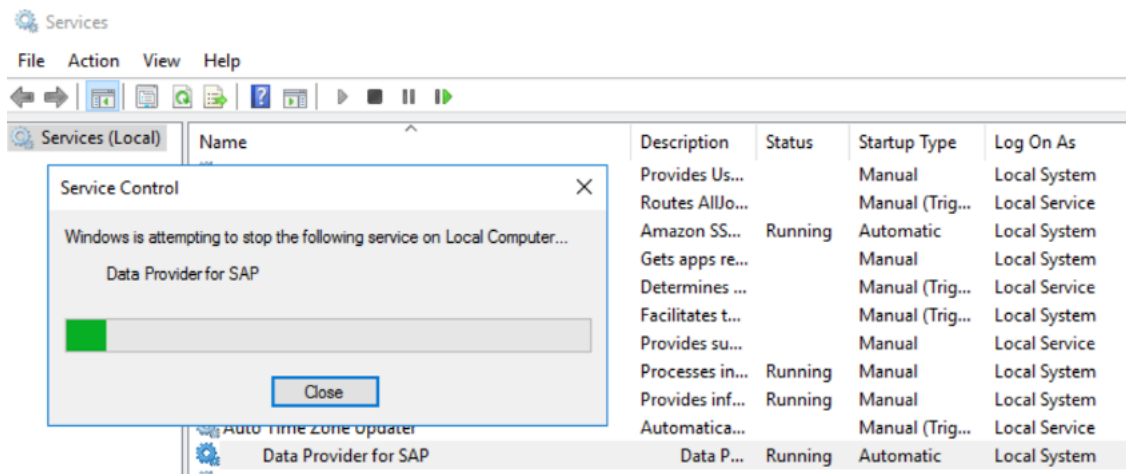 Services
File Action View Help
Services (Local)
Name Description Status Startup Type Log On As
Provides Us... Manual Local System
Routes AllJo... Manual (Trig... Local Service
Amazon SS... Running Automatic Local System
Gets apps re... Manual Local System
Determines ... Manual (Trig... Local Service
Facilitates t... Manual (Trig... Local System
Provides su... Manual Local Service
Processes in... Running Manual Local System
Provides inf... Running Manual Local System
Auto Time Zone Updater Automatica... Manual (Trig... Local Service
Data Provider for SAP Data P... Running Automatic Local System
Service Control
Windows is attempting to stop the following service on Local Computer...
Data Provider for SAP
Close